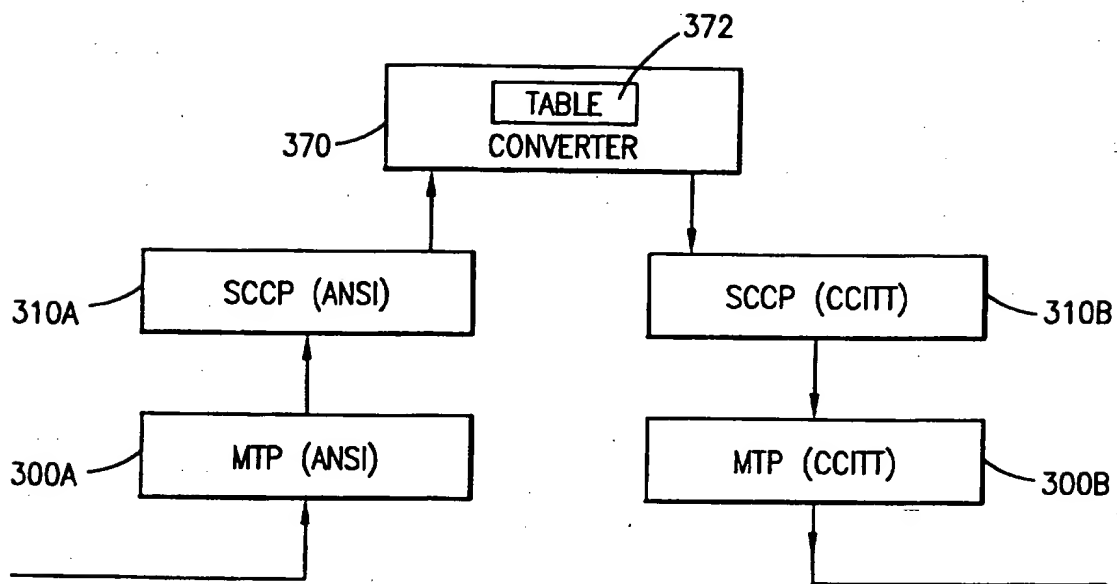 372
TABLE
370
CONVERTER
SCCP (ANSI)
SCCP (CCITT)
310A
310B
MTP (ANSI)
MTP (CCITT)
300A
300B